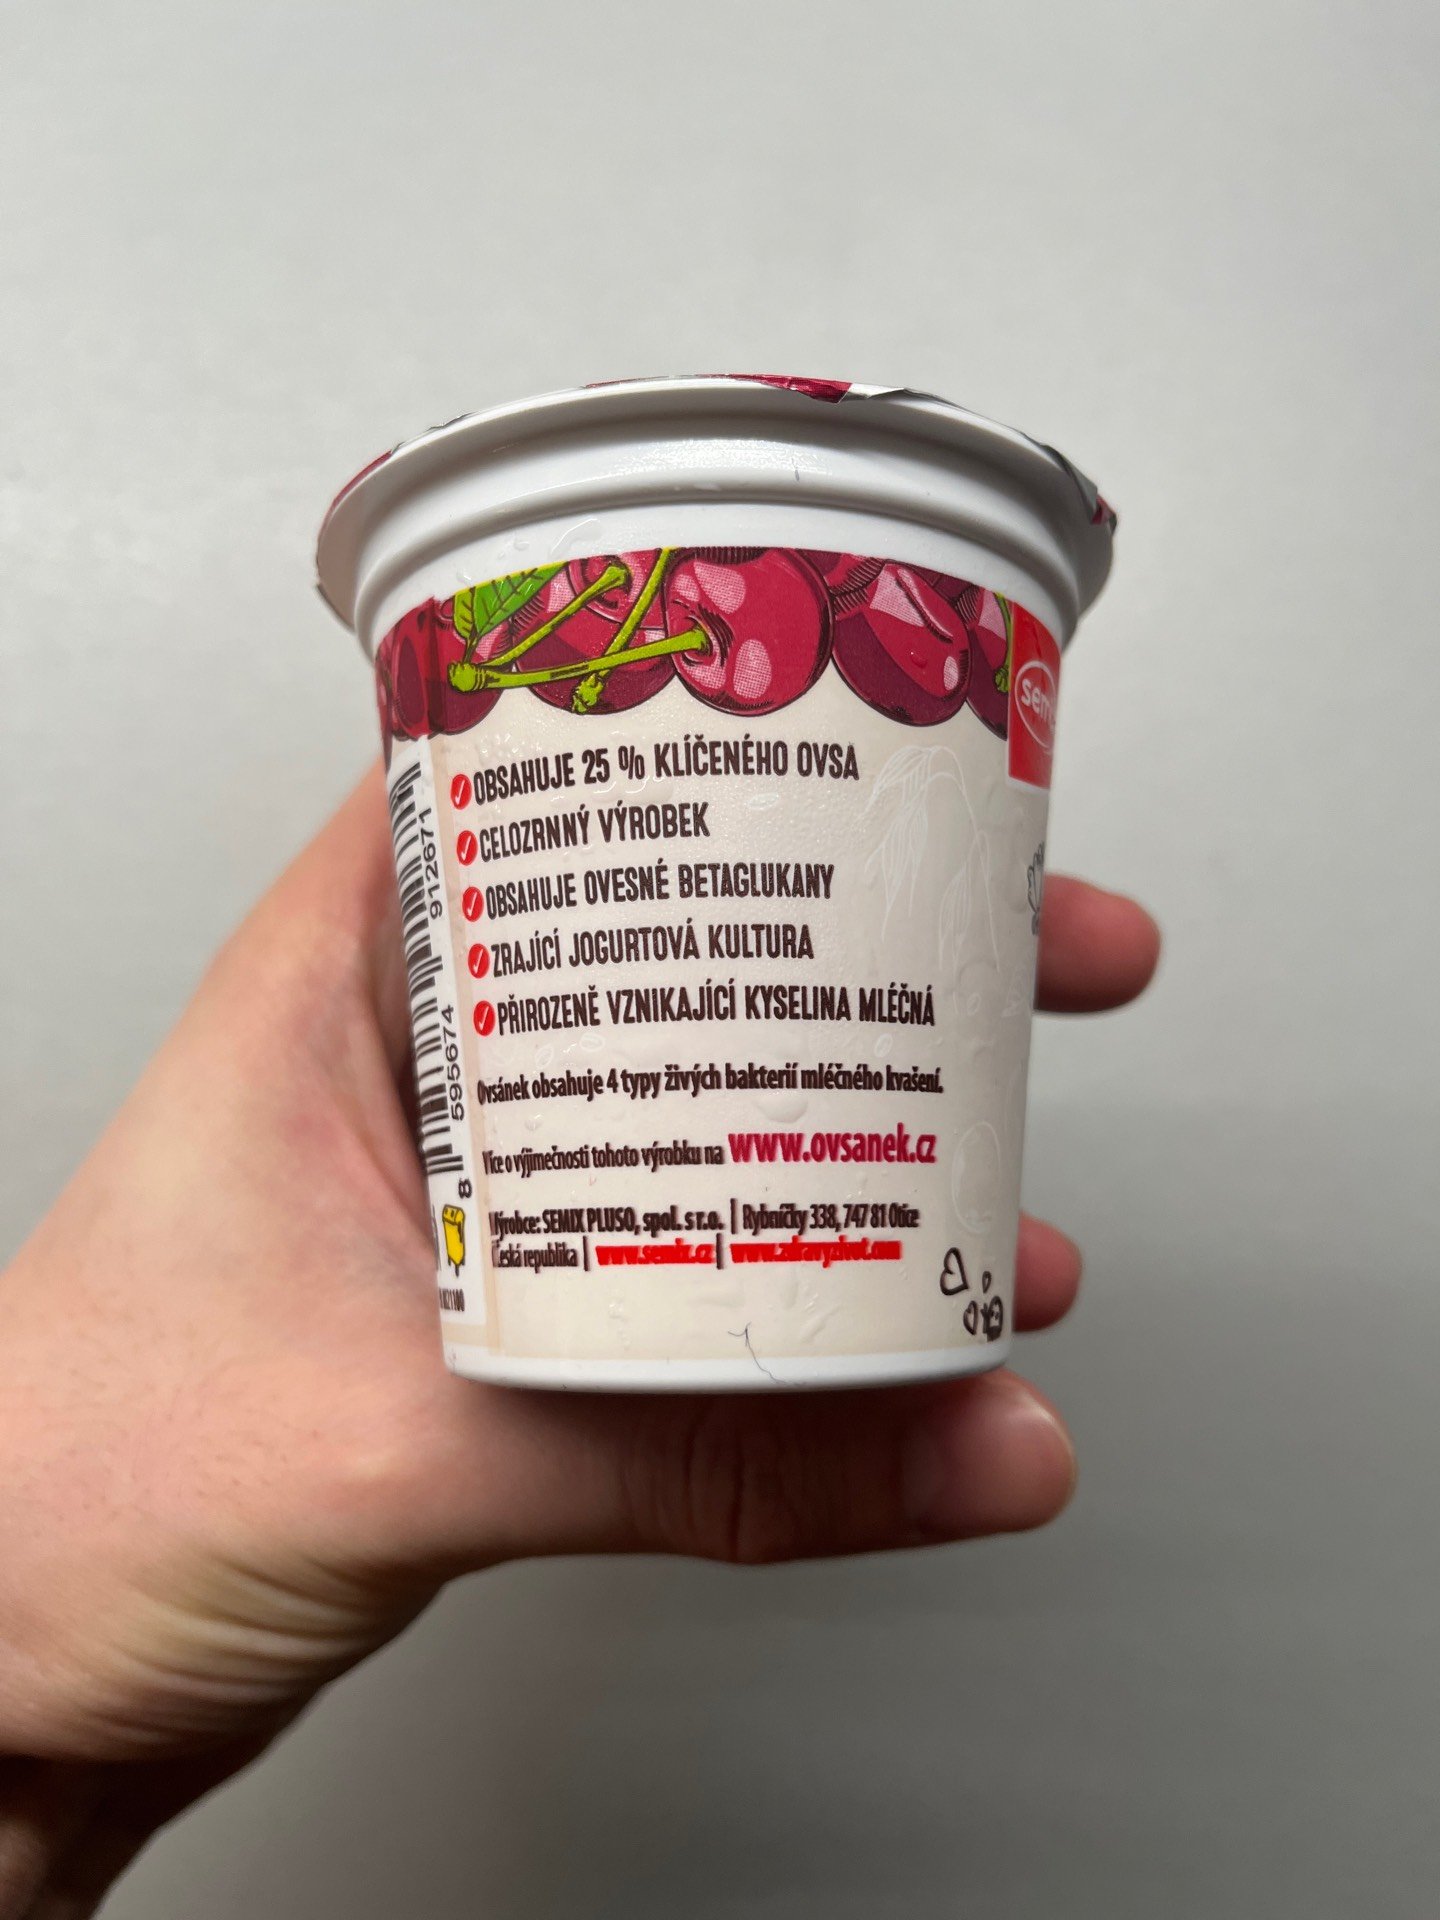 semix
OBSAHUJE 25 % KLÍČENÉHO OVSA
CELOZRNNÝ VÝROBEK
OBSAHUJE OVESNÉ BETAGLUKANY
ZRAJÍCÍ JOGURTOVÁ KULTURA
PŘIROZENĚ VZNIKAJÍCÍ KYSELINA MLÉČNÁ
Ovsánek obsahuje 4 typy živých bakterií mléčného kvašení.
Více o výjimečnosti tohoto výrobku na www.ovsanek.cz
Výrobce: SEMIX PLUSO, spol. s r.o. | Rybníčky 338, 747 81 Otice
Česká republika | www.semix.cz | www.zdravyzivot.com
8 595674 912671